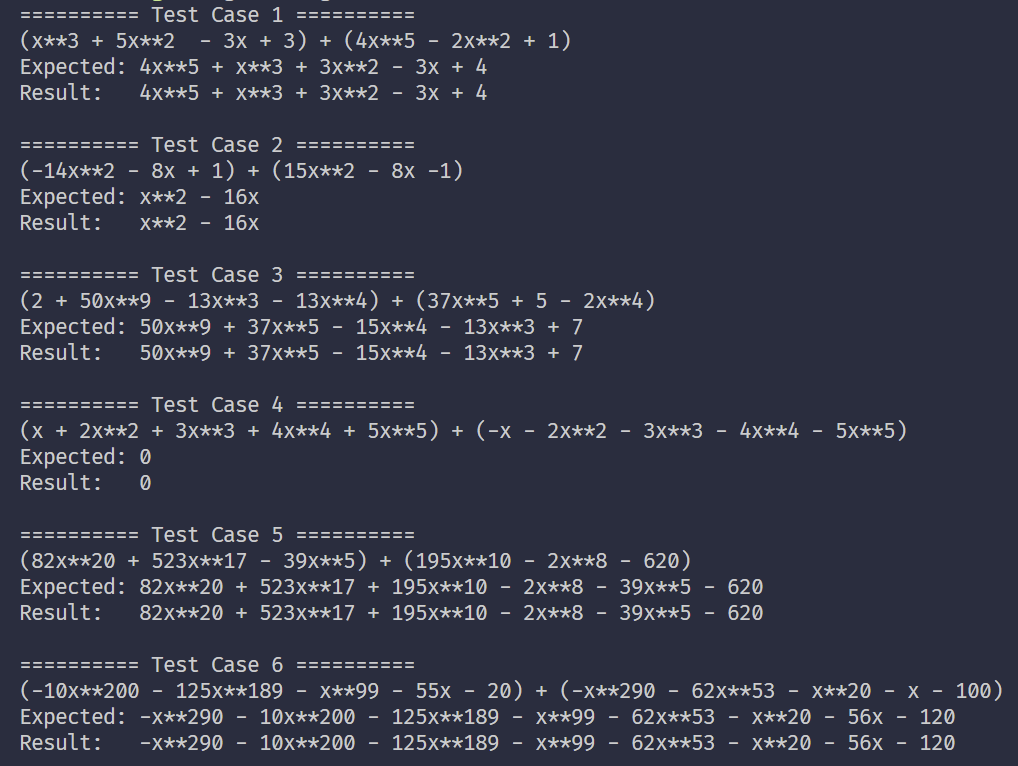 ========== Test Case 1 ==========
(x**3 + 5x**2  - 3x + 3) + (4x**5 - 2x**2 + 1)
Expected: 4x**5 + x**3 + 3x**2 - 3x + 4
Result:   4x**5 + x**3 + 3x**2 - 3x + 4

========== Test Case 2 ==========
(-14x**2 - 8x + 1) + (15x**2 - 8x -1)
Expected: x**2 - 16x
Result:   x**2 - 16x

========== Test Case 3 ==========
(2 + 50x**9 - 13x**3 - 13x**4) + (37x**5 + 5 - 2x**4)
Expected: 50x**9 + 37x**5 - 15x**4 - 13x**3 + 7
Result:   50x**9 + 37x**5 - 15x**4 - 13x**3 + 7

========== Test Case 4 ==========
(x + 2x**2 + 3x**3 + 4x**4 + 5x**5) + (-x - 2x**2 - 3x**3 - 4x**4 - 5x**5)
Expected: 0
Result:   0

========== Test Case 5 ==========
(82x**20 + 523x**17 - 39x**5) + (195x**10 - 2x**8 - 620)
Expected: 82x**20 + 523x**17 + 195x**10 - 2x**8 - 39x**5 - 620
Result:   82x**20 + 523x**17 + 195x**10 - 2x**8 - 39x**5 - 620

========== Test Case 6 ==========
(-10x**200 - 125x**189 - x**99 - 55x - 20) + (-x**290 - 62x**53 - x**20 - x - 100)
Expected: -x**290 - 10x**200 - 125x**189 - x**99 - 62x**53 - x**20 - 56x - 120
Result:   -x**290 - 10x**200 - 125x**189 - x**99 - 62x**53 - x**20 - 56x - 120